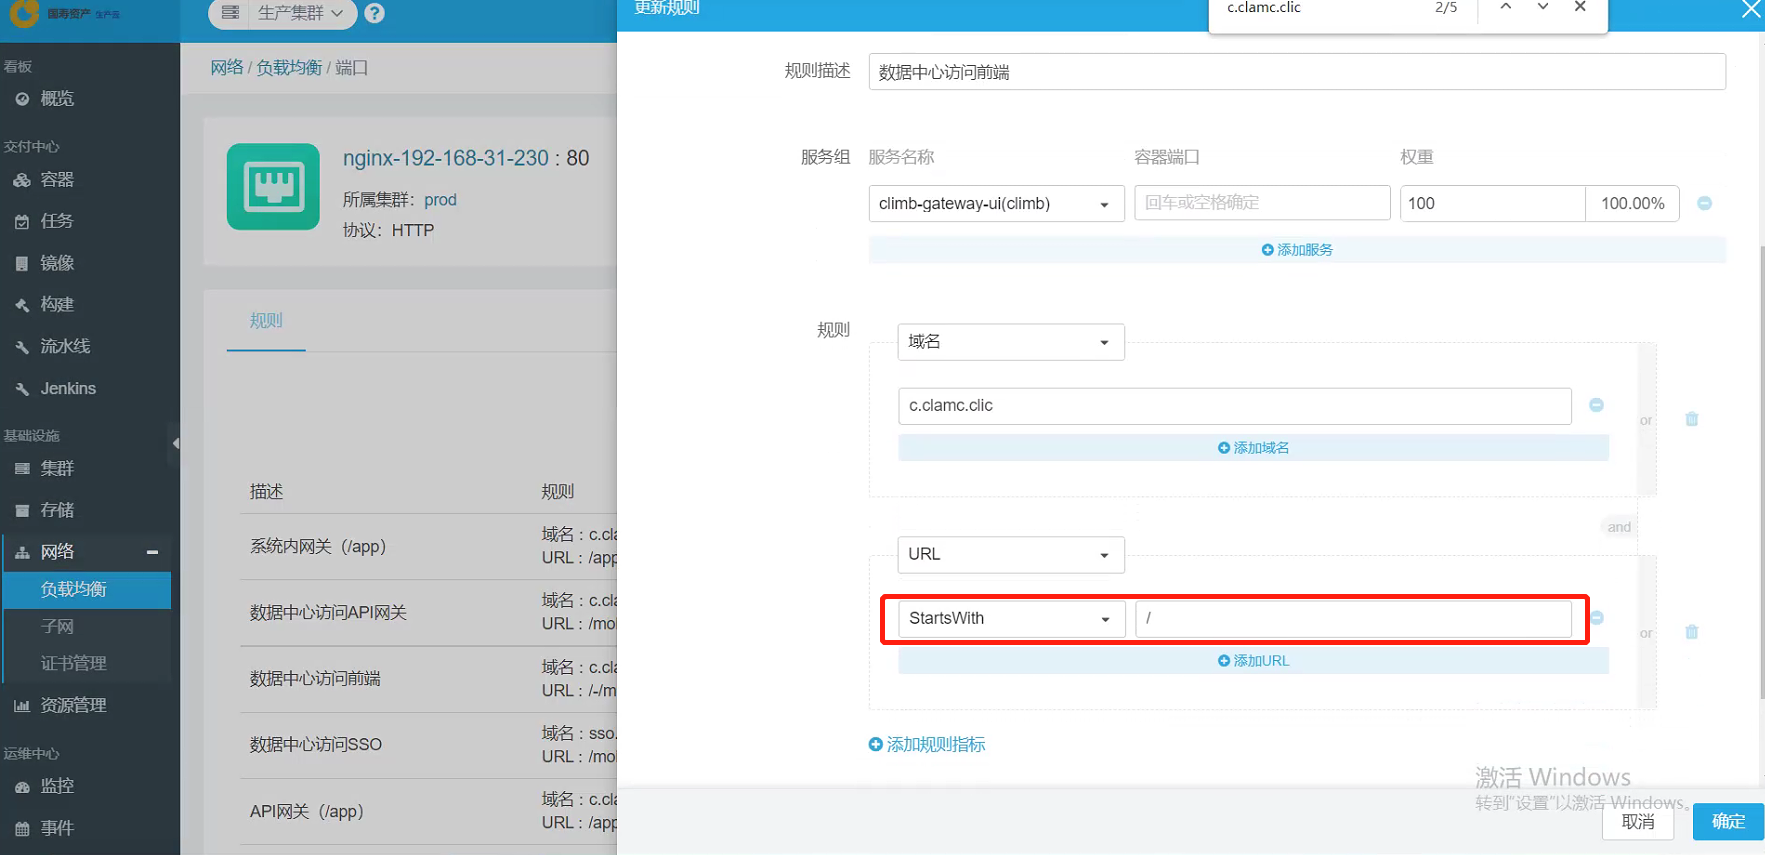 国寿资产 生产云
生产集群
?
看板
概览
交付中心
容器
任务
镜像
构建
流水线
Jenkins
基础设施
集群
存储
网络
负载均衡
子网
证书管理
资源管理
运维中心
监控
事件
网络 / 负载均衡 / 端口
nginx-192-168-31-230 : 80
所属集群： prod
协议： HTTP
规则
描述 规则
系统内网关（/app）
域名 : c.cla
URL : /app
数据中心访问API网关
域名 : c.cla
URL : /mol
数据中心访问前端
域名 : c.cla
URL : /-/m
数据中心访问SSO
域名 : sso.
URL : /mol
API网关（/app）
域名 : c.cla
URL : /app
更新规则
c.clamc.clic 2/5
规则描述 数据中心访问前端
服务组 服务名称 容器端口 权重
climb-gateway-ui(climb) 回车或空格确定 100 100.00%
添加服务
规则 域名
c.clamc.clic
or
添加域名
and
URL
StartsWith /
or
添加URL
添加规则指标
激活 Windows
转到“设置”以激活 Windows。
取消 确定